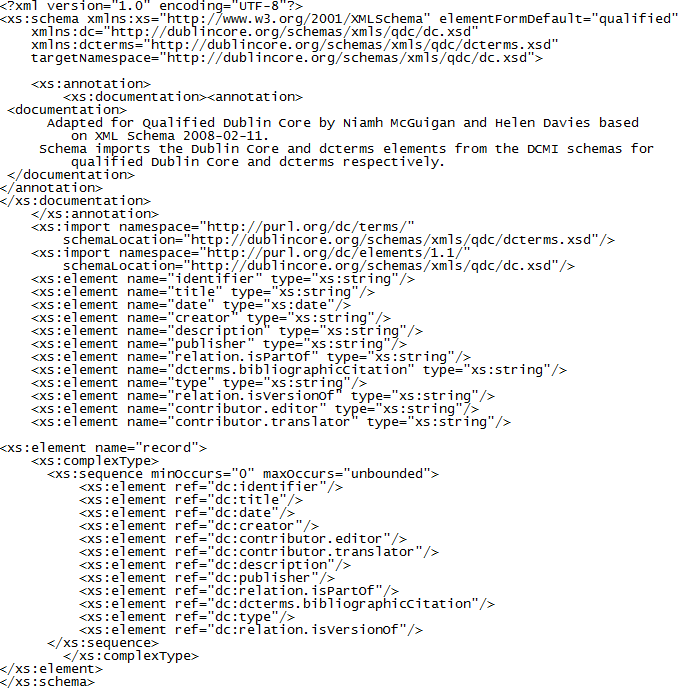 <?xml version="1.0" encoding="UTF-8"?>
<xs:schema xmlns:xs="http://www.w3.org/2001/XMLSchema" elementFormDefault="qualified"
    xmlns:dc="http://dublincore.org/schemas/xmls/qdc/dc.xsd"
    xmlns:dcterms="http://dublincore.org/schemas/xmls/qdc/dcterms.xsd"
    targetNamespace="http://dublincore.org/schemas/xmls/qdc/dc.xsd">

    <xs:annotation>
        <xs:documentation><annotation>
 <documentation>
      Adapted for Qualified Dublin Core by Niamh McGuigan and Helen Davies based
         on XML Schema 2008-02-11.
     Schema imports the Dublin Core and dcterms elements from the DCMI schemas for
         qualified Dublin Core and dcterms respectively.
 </documentation>
</annotation>
</xs:documentation>
    </xs:annotation>
    <xs:import namespace="http://purl.org/dc/terms/"
        schemaLocation="http://dublincore.org/schemas/xmls/qdc/dcterms.xsd"/>
    <xs:import namespace="http://purl.org/dc/elements/1.1/"
        schemaLocation="http://dublincore.org/schemas/xmls/qdc/dc.xsd"/>
    <xs:element name="identifier" type="xs:string"/>
    <xs:element name="title" type="xs:string"/>
    <xs:element name="date" type="xs:date"/>
    <xs:element name="creator" type="xs:string"/>
    <xs:element name="description" type="xs:string"/>
    <xs:element name="publisher" type="xs:string"/>
    <xs:element name="relation.isPartOf" type="xs:string"/>
    <xs:element name="dcterms.bibliographicCitation" type="xs:string"/>
    <xs:element name="type" type="xs:string"/>
    <xs:element name="relation.isVersionOf" type="xs:string"/>
    <xs:element name="contributor.editor" type="xs:string"/>
    <xs:element name="contributor.translator" type="xs:string"/>

<xs:element name="record">
    <xs:complexType>
      <xs:sequence minOccurs="0" maxOccurs="unbounded">
          <xs:element ref="dc:identifier"/>
          <xs:element ref="dc:title"/>
          <xs:element ref="dc:date"/>
          <xs:element ref="dc:creator"/>
          <xs:element ref="dc:contributor.editor"/>
          <xs:element ref="dc:contributor.translator"/>
          <xs:element ref="dc:description"/>
          <xs:element ref="dc:publisher"/>
          <xs:element ref="dc:relation.isPartOf"/>
          <xs:element ref="dc:dcterms.bibliographicCitation"/>
          <xs:element ref="dc:type"/>
          <xs:element ref="dc:relation.isVersionOf"/>
      </xs:sequence>
        </xs:complexType>
</xs:element>
</xs:schema>